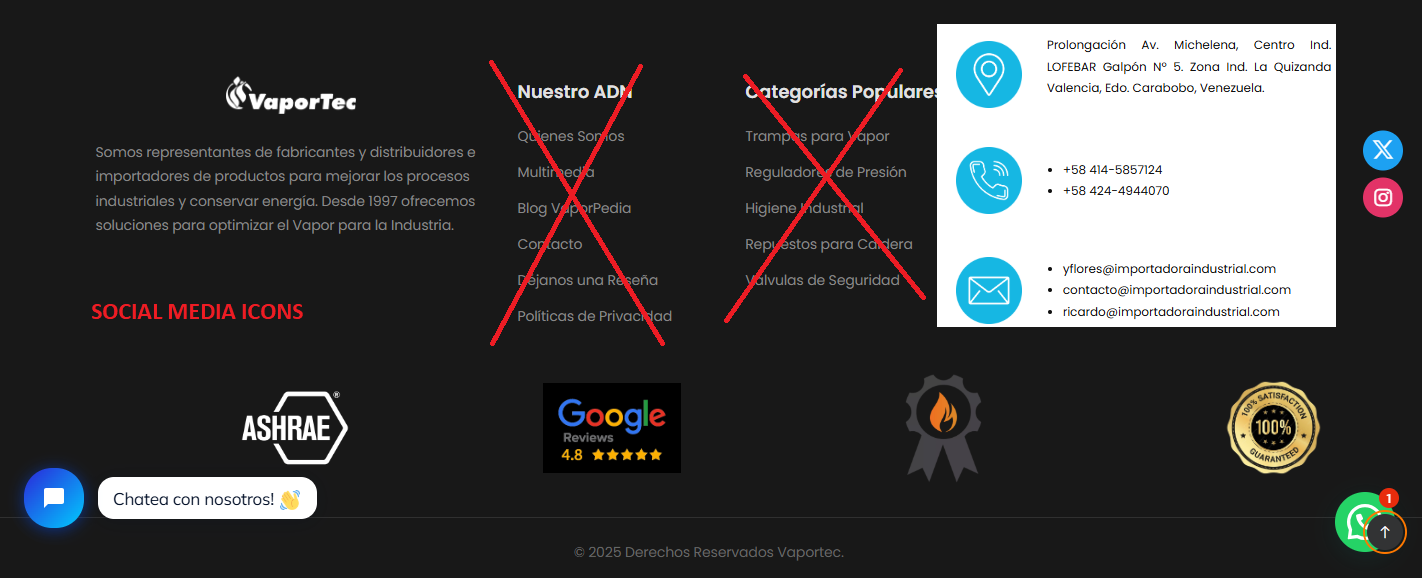 VaporTec
Somos representantes de fabricantes y distribuidores e
importadores de productos para mejorar los procesos
industriales y conservar energía. Desde 1997 ofrecemos
soluciones para optimizar el Vapor para la Industria.
SOCIAL MEDIA ICONS
Nuestro ADN
Quienes Somos
Multimedia
Blog VaporPedia
Contacto
Dejanos una Reseña
Políticas de Privacidad
Categorías Populares
Trampas para Vapor
Reguladores de Presión
Higiene Industrial
Repuestos para Caldera
Valvulas de Seguridad
Prolongación Av. Michelena, Centro Ind.
LOFEBAR Galpón Nº 5. Zona Ind. La Quizanda
Valencia, Edo. Carabobo, Venezuela.
+58 414-5857124
+58 424-4944070
yflores@importadoraindustrial.com
contacto@importadoraindustrial.com
ricardo@importadoraindustrial.com
ASHRAE®
Google
Reviews
4.8
100% SATISFACTION
100%
GUARANTEED
Chatea con nosotros!
1
© 2025 Derechos Reservados Vaportec.